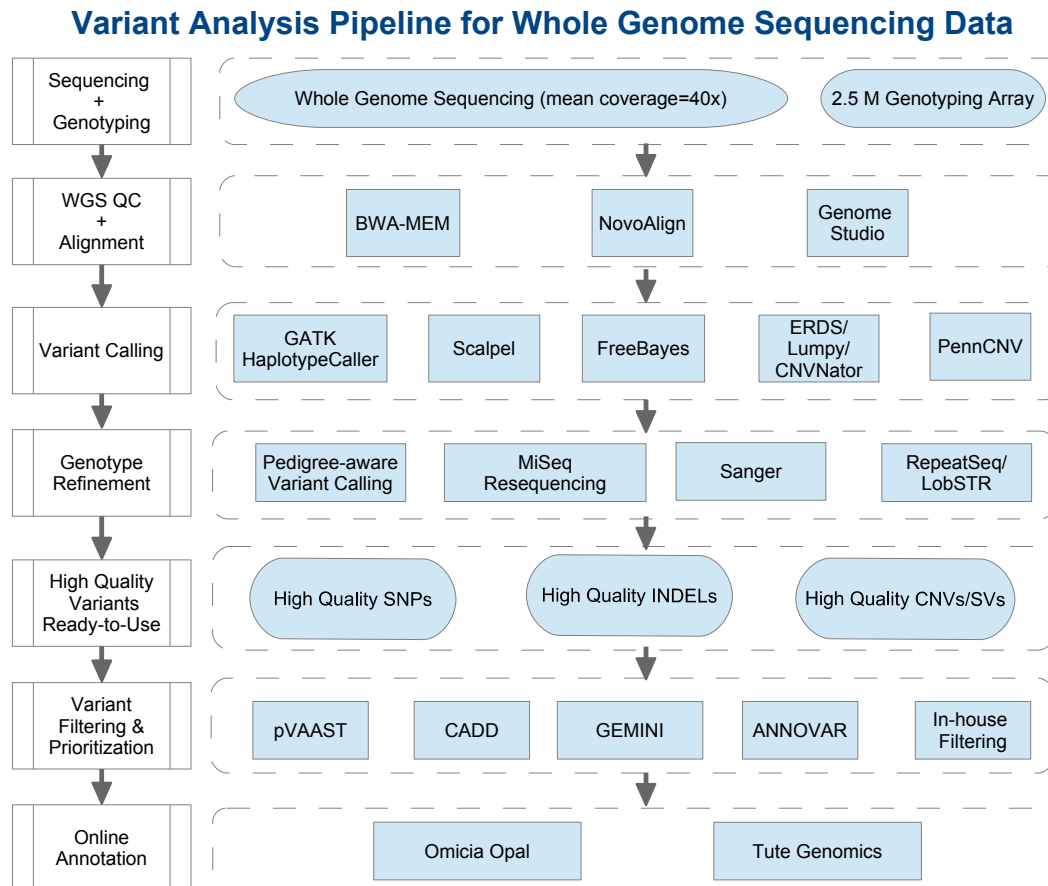 Variant Analysis Pipeline for Whole Genome Sequencing Data
Sequencing
+
Genotyping
Whole Genome Sequencing (mean coverage=40x)
2.5 M Genotyping Array
WGS QC
+
Alignment
BWA-MEM
NovoAlign
Genome
Studio
Variant Calling
GATK
HaplotypeCaller
Scalpel
FreeBayes
ERDS/
Lumpy/
CNVNator
PennCNV
Genotype
Refinement
Pedigree-aware
Variant Calling
MiSeq
Resequencing
Sanger
RepeatSeq/
LobSTR
High Quality
Variants
Ready-to-Use
High Quality SNPs
High Quality INDELs
High Quality CNVs/SVs
Variant
Filtering &
Prioritization
pVAAST
CADD
GEMINI
ANNOVAR
In-house
Filtering
Online
Annotation
Omicia Opal
Tute Genomics